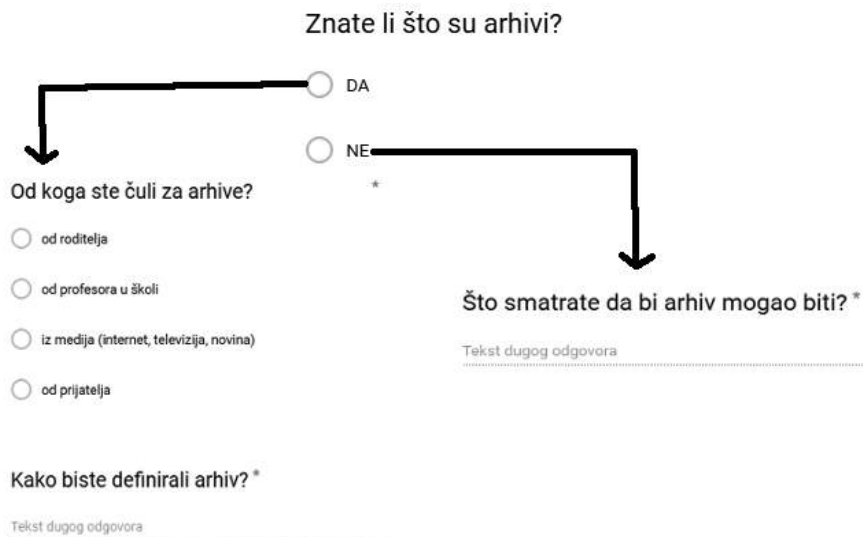 Znate li što su arhivi?
DA
NE
*
Od koga ste čuli za arhive?
od roditelja
od profesora u školi
iz medija (internet, televizija, novina)
od prijatelja
Što smatrate da bi arhiv mogao biti? *
Tekst dugog odgovora
Kako biste definirali arhiv? *
Tekst dugog odgovora